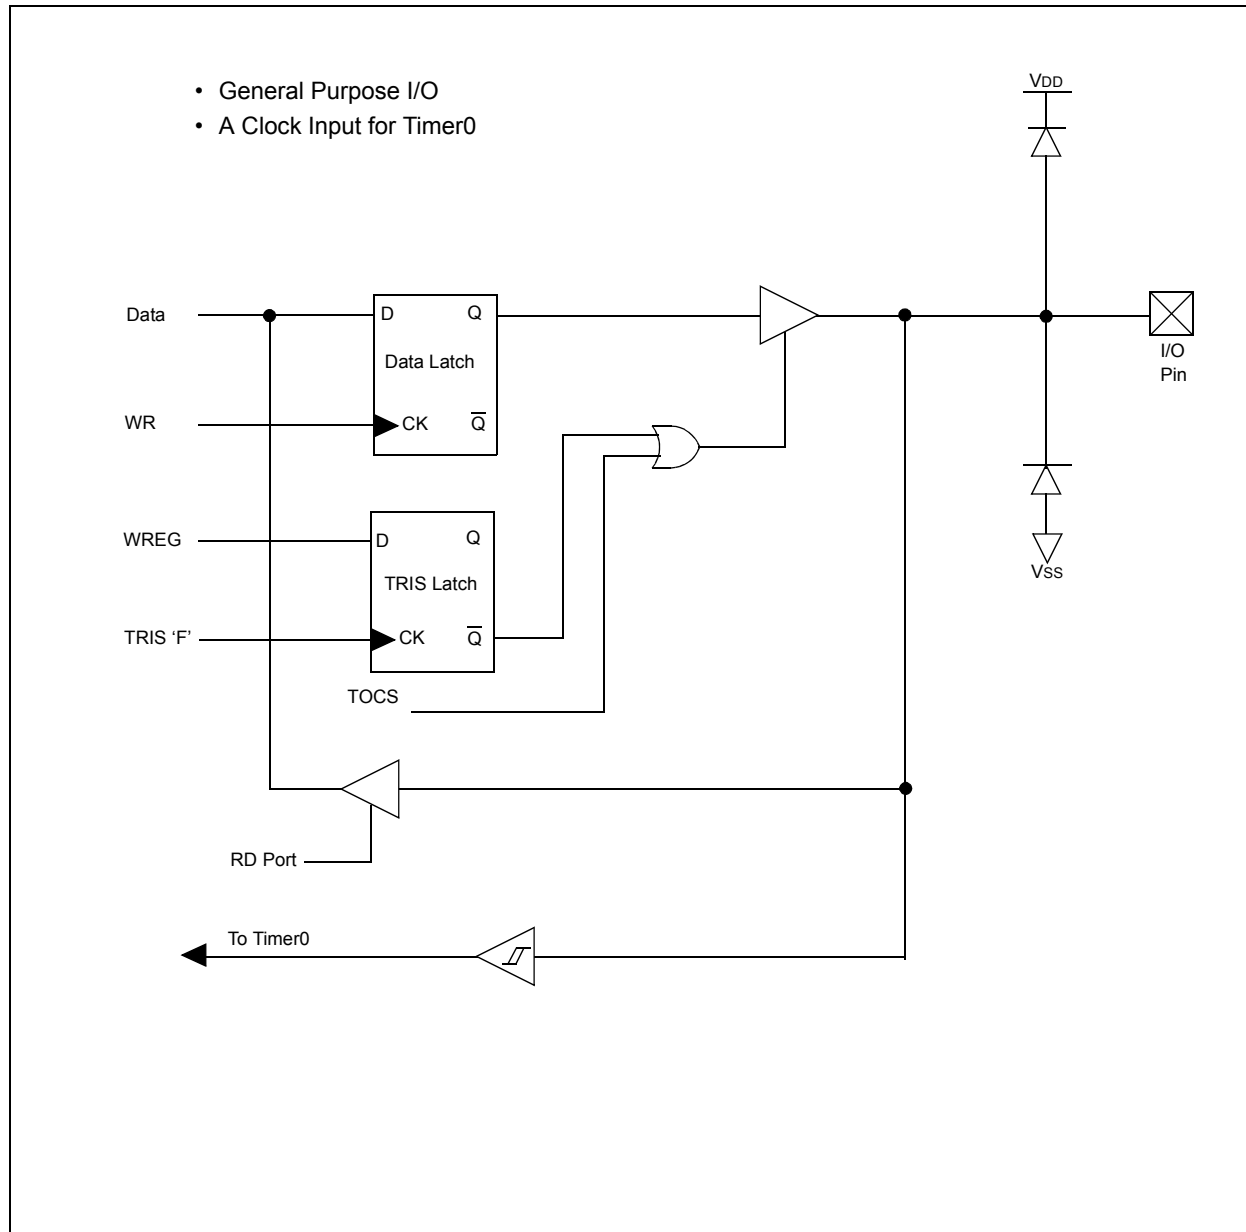 • General Purpose I/O
• A Clock Input for Timer0
VDD
Data
D
Q
Data Latch
I/O
Pin
WR
CK
Q̅
WREG
D
Q
TRIS Latch
VSS
TRIS ‘F’
CK
Q̅
TOCS
RD Port
To Timer0